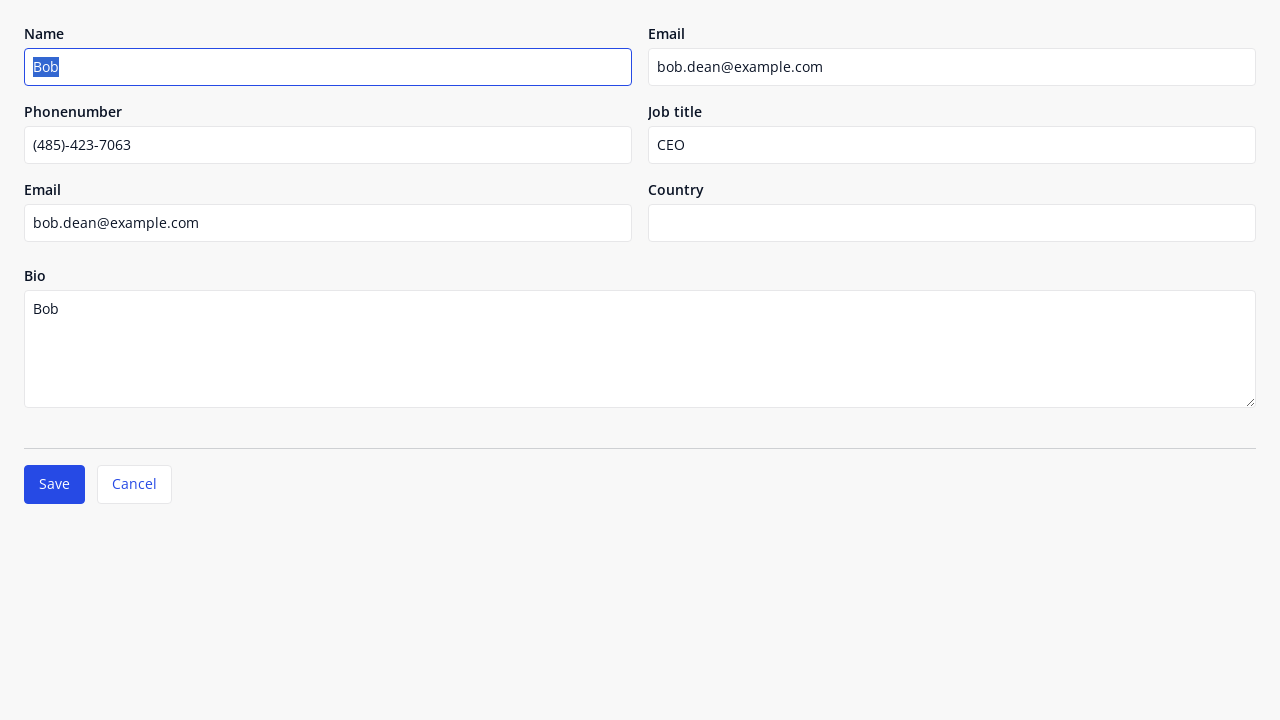 Name
Bob
Email
bob.dean@example.com
Phonenumber
(485)-423-7063
Job title
CEO
Email
bob.dean@example.com
Country
Bio
Bob
Save
Cancel